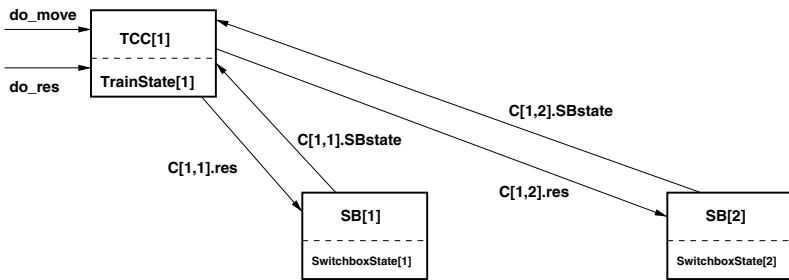 do_move
TCC[1]
do_res
TrainState[1]
C[1,2].SBstate
C[1,1].SBstate
C[1,1].res
C[1,2].res
SB[1]
SB[2]
SwitchboxState[1]
SwitchboxState[2]